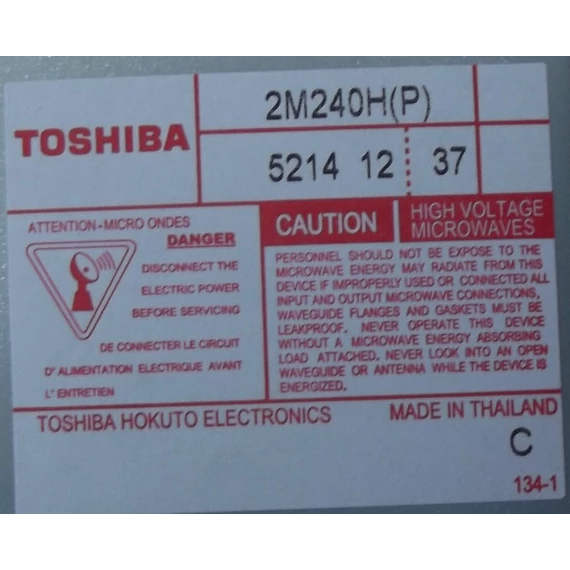 TOSHIBA
2M240H(P)
5214 12 37
ATTENTION-MICRO ONDES
DANGER
DISCONNECT THE
ELECTRIC POWER
BEFORE SERVICING
DE CONNECTER LE CIRCUIT
D' ALIMENTATION ELECTRIQUE AVANT
L' ENTRETIEN
CAUTION
HIGH VOLTAGE
MICROWAVES
PERSONNEL SHOULD NOT BE EXPOSE TO THE
MICROWAVE ENERGY MAY RADIATE FROM THIS
DEVICE IF IMPROPERLY USED OR CONNECTED ALL
INPUT AND OUTPUT MICROWAVE CONNECTIONS,
WAVEGUIDE FLANGES AND GASKETS MUST BE
LEAKPROOF. NEVER OPERATE THIS DEVICE
WITHOUT A MICROWAVE ENERGY ABSORBING
LOAD ATTACHED. NEVER LOOK INTO AN OPEN
WAVEGUIDE OR ANTENNA WHILE THE DEVICE IS
ENERGIZED.
TOSHIBA HOKUTO ELECTRONICS
MADE IN THAILAND
C
134-1